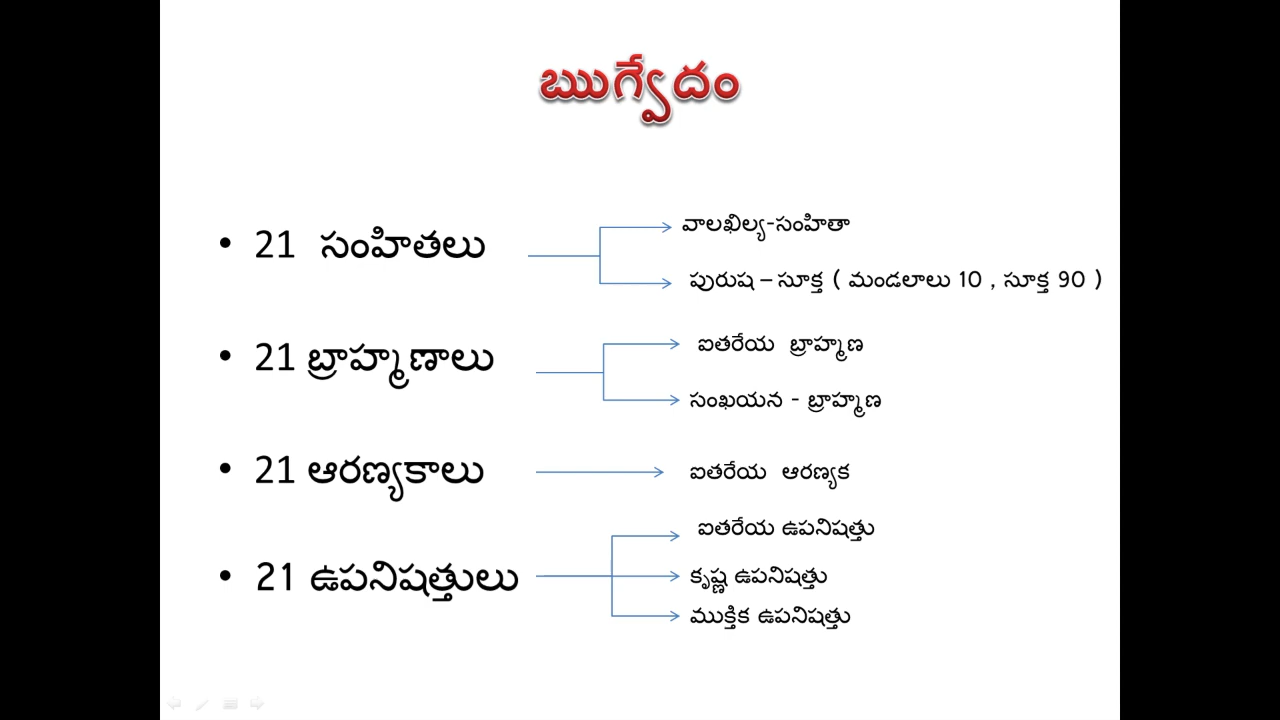 ఋగ్వేదం
• 21 సంహితలు
వాలఖిల్య-సంహితా
పురుష – సూక్త ( మండలాలు 10 , సూక్త 90 )
• 21 బ్రాహ్మణాలు
ఐతరేయ బ్రాహ్మణ
సంఖయన - బ్రాహ్మణ
• 21 ఆరణ్యకాలు
ఐతరేయ ఆరణ్యక
• 21 ఉపనిషత్తులు
ఐతరేయ ఉపనిషత్తు
కృష్ణ ఉపనిషత్తు
ముక్తిక ఉపనిషత్తు